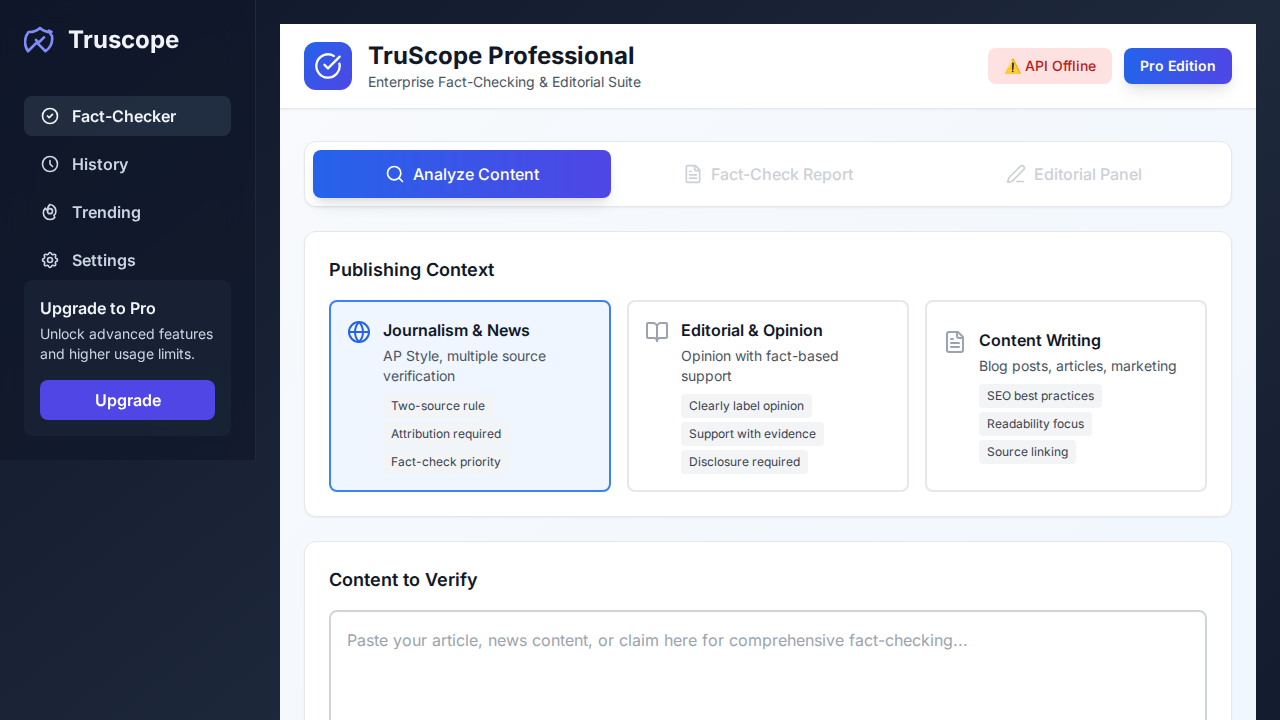 Truscope
Fact-Checker
History
Trending
Settings
Upgrade to Pro
Unlock advanced features
and higher usage limits.
Upgrade
TruScope Professional
Enterprise Fact-Checking & Editorial Suite
⚠️ API Offline
Pro Edition
Analyze Content
Fact-Check Report
Editorial Panel
Publishing Context
Journalism & News
AP Style, multiple source
verification
Two-source rule
Attribution required
Fact-check priority
Editorial & Opinion
Opinion with fact-based
support
Clearly label opinion
Support with evidence
Disclosure required
Content Writing
Blog posts, articles, marketing
SEO best practices
Readability focus
Source linking
Content to Verify
Paste your article, news content, or claim here for comprehensive fact-checking...